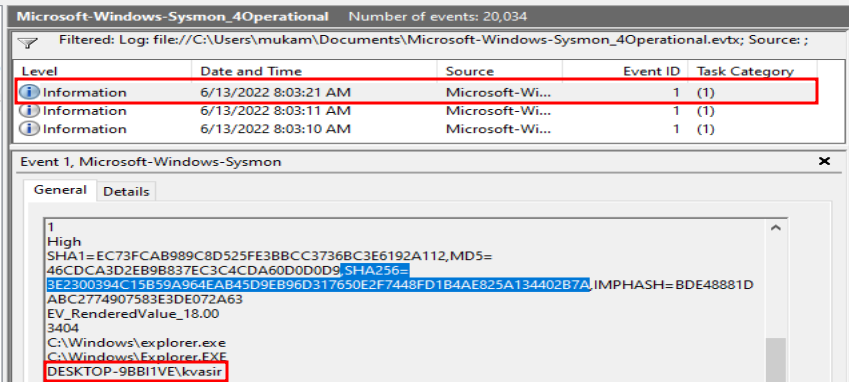 Microsoft-Windows-Sysmon_4Operational Number of events: 20,034
Filtered: Log: file://C:\Users\mukam\Documents\Microsoft-Windows-Sysmon_4Operational.evtx; Source: ;
Level Date and Time Source Event ID Task Category
Information 6/13/2022 8:03:21 AM Microsoft-Wi... 1 (1)
Information 6/13/2022 8:03:11 AM Microsoft-Wi... 1 (1)
Information 6/13/2022 8:03:10 AM Microsoft-Wi... 1 (1)
Event 1, Microsoft-Windows-Sysmon
General Details
1
High
SHA1=EC73FCAB989C8D525FE3BBCC3736BC3E6192A112,MD5=
46CDCA3D2EB9B837EC3C4CDA60D0D0D9,SHA256=
3E2300394C15B59A964EAB45D9EB96D317650E2F7448FD1B4AE825A134402B7A,IMPHASH=BDE48881D
ABC2774907583E3DE072A63
EV_RenderedValue_18.00
3404
C:\Windows\explorer.exe
C:\Windows\Explorer.EXE
DESKTOP-9BBI1VE\kvasir